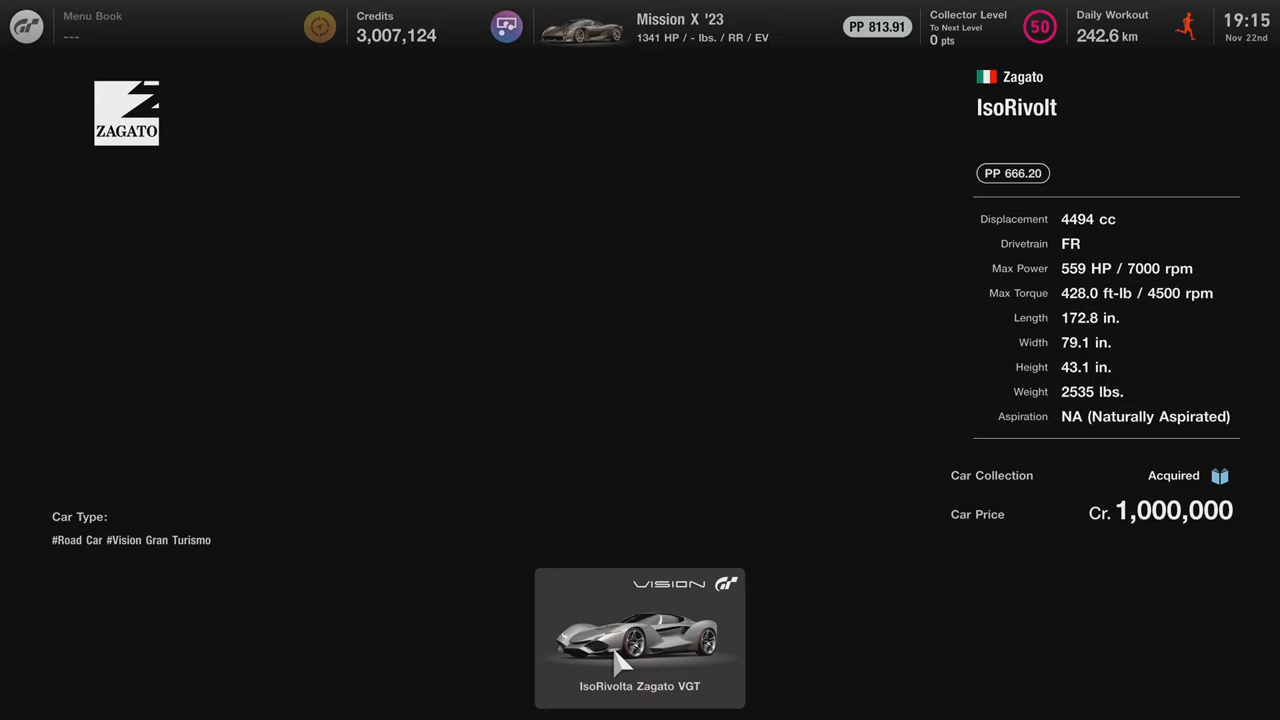 Menu Book
---
Credits
3,007,124
Mission X '23
1341 HP / - lbs. / RR / EV
PP 813.91
Collector Level
To Next Level
0 pts
50
Daily Workout
242.6 km
19:15
Nov 22nd
ZAGATO
Zagato
IsoRivolt
PP 666.20
Displacement 4494 cc
Drivetrain FR
Max Power 559 HP / 7000 rpm
Max Torque 428.0 ft-lb / 4500 rpm
Length 172.8 in.
Width 79.1 in.
Height 43.1 in.
Weight 2535 lbs.
Aspiration NA (Naturally Aspirated)
Car Collection Acquired
Car Price Cr. 1,000,000
Car Type:
#Road Car #Vision Gran Turismo
VISION GT
IsoRivolta Zagato VGT